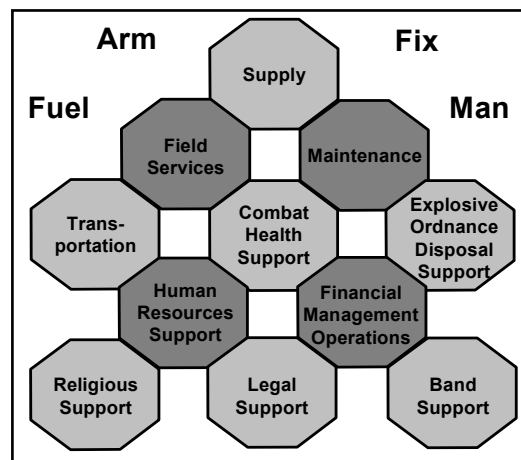 Arm
Fix
Supply
Fuel
Man
Field
Services
Maintenance
Trans-
portation
Combat
Health
Support
Explosive
Ordnance
Disposal
Support
Human
Resources
Support
Financial
Management
Operations
Religious
Support
Legal
Support
Band
Support